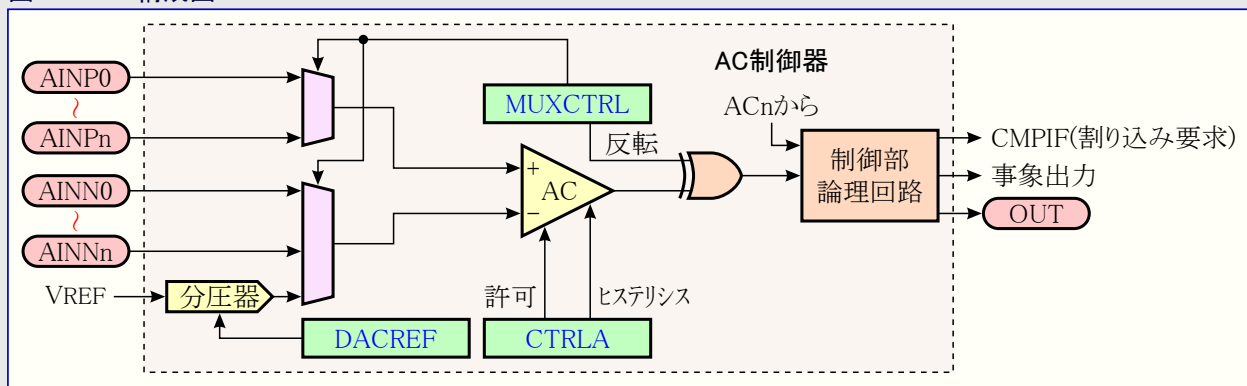 AC制御器
AINP0
～
AINPn
MUXCTRL
ACnから
反転
制御部
論理回路
CMPIF(割り込み要求)
事象出力
OUT
AINN0
～
AINNn
+
AC
−
VREF
分圧器
許可
ヒステリシス
DACREF
CTRLA